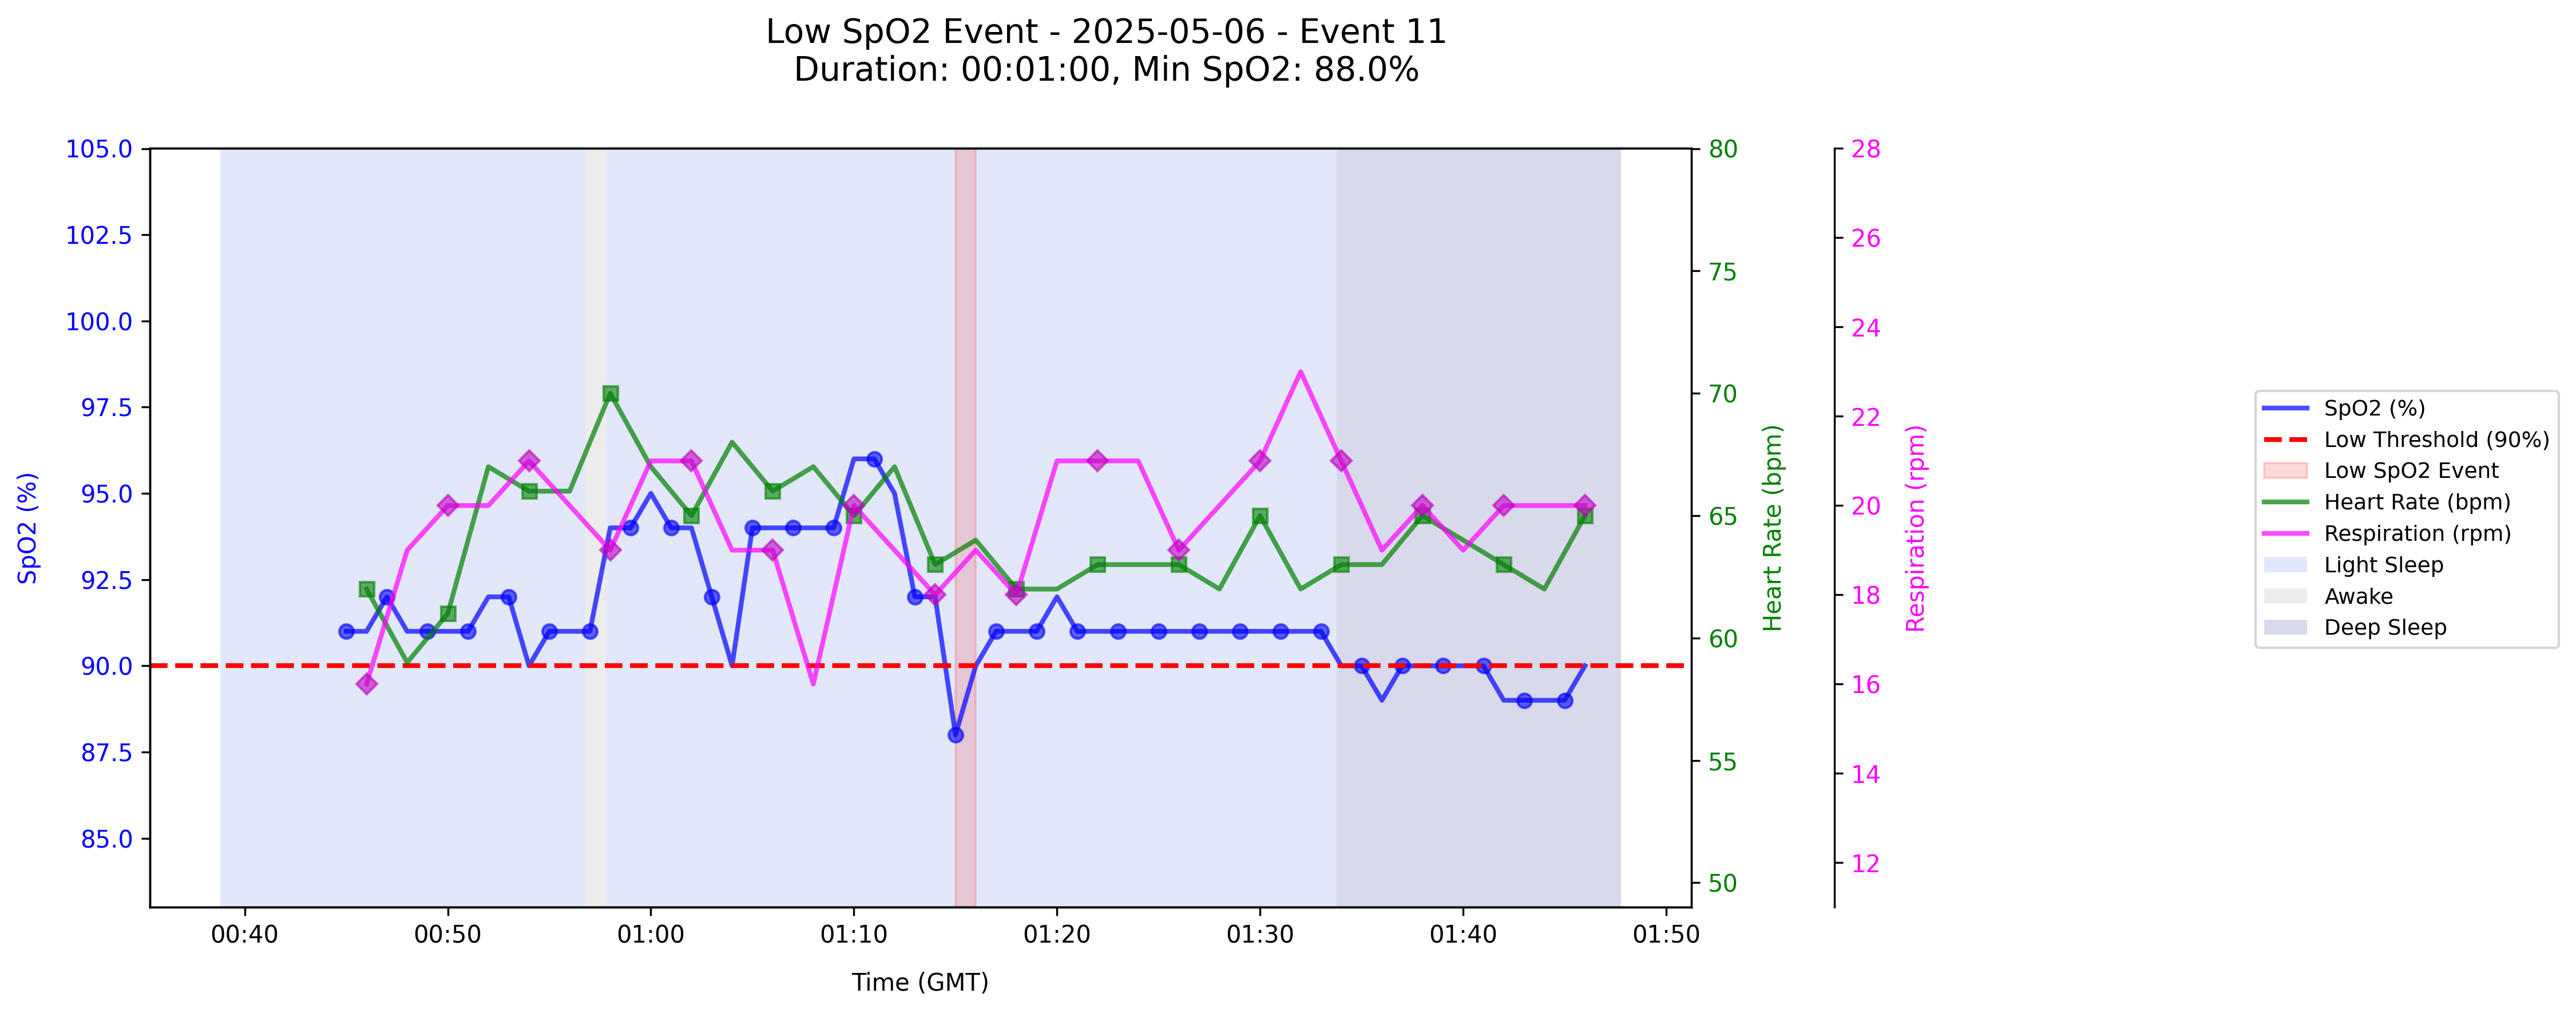 Low SpO2 Event - 2025-05-06 - Event 11
Duration: 00:01:00, Min SpO2: 88.0%
105.0
102.5
100.0
97.5
95.0
92.5
90.0
87.5
85.0
SpO2 (%)
80
75
70
65
60
55
50
Heart Rate (bpm)
28
26
24
22
20
18
16
14
12
Respiration (rpm)
00:40
00:50
01:00
01:10
01:20
01:30
01:40
01:50
Time (GMT)
SpO2 (%)
Low Threshold (90%)
Low SpO2 Event
Heart Rate (bpm)
Respiration (rpm)
Light Sleep
Awake
Deep Sleep